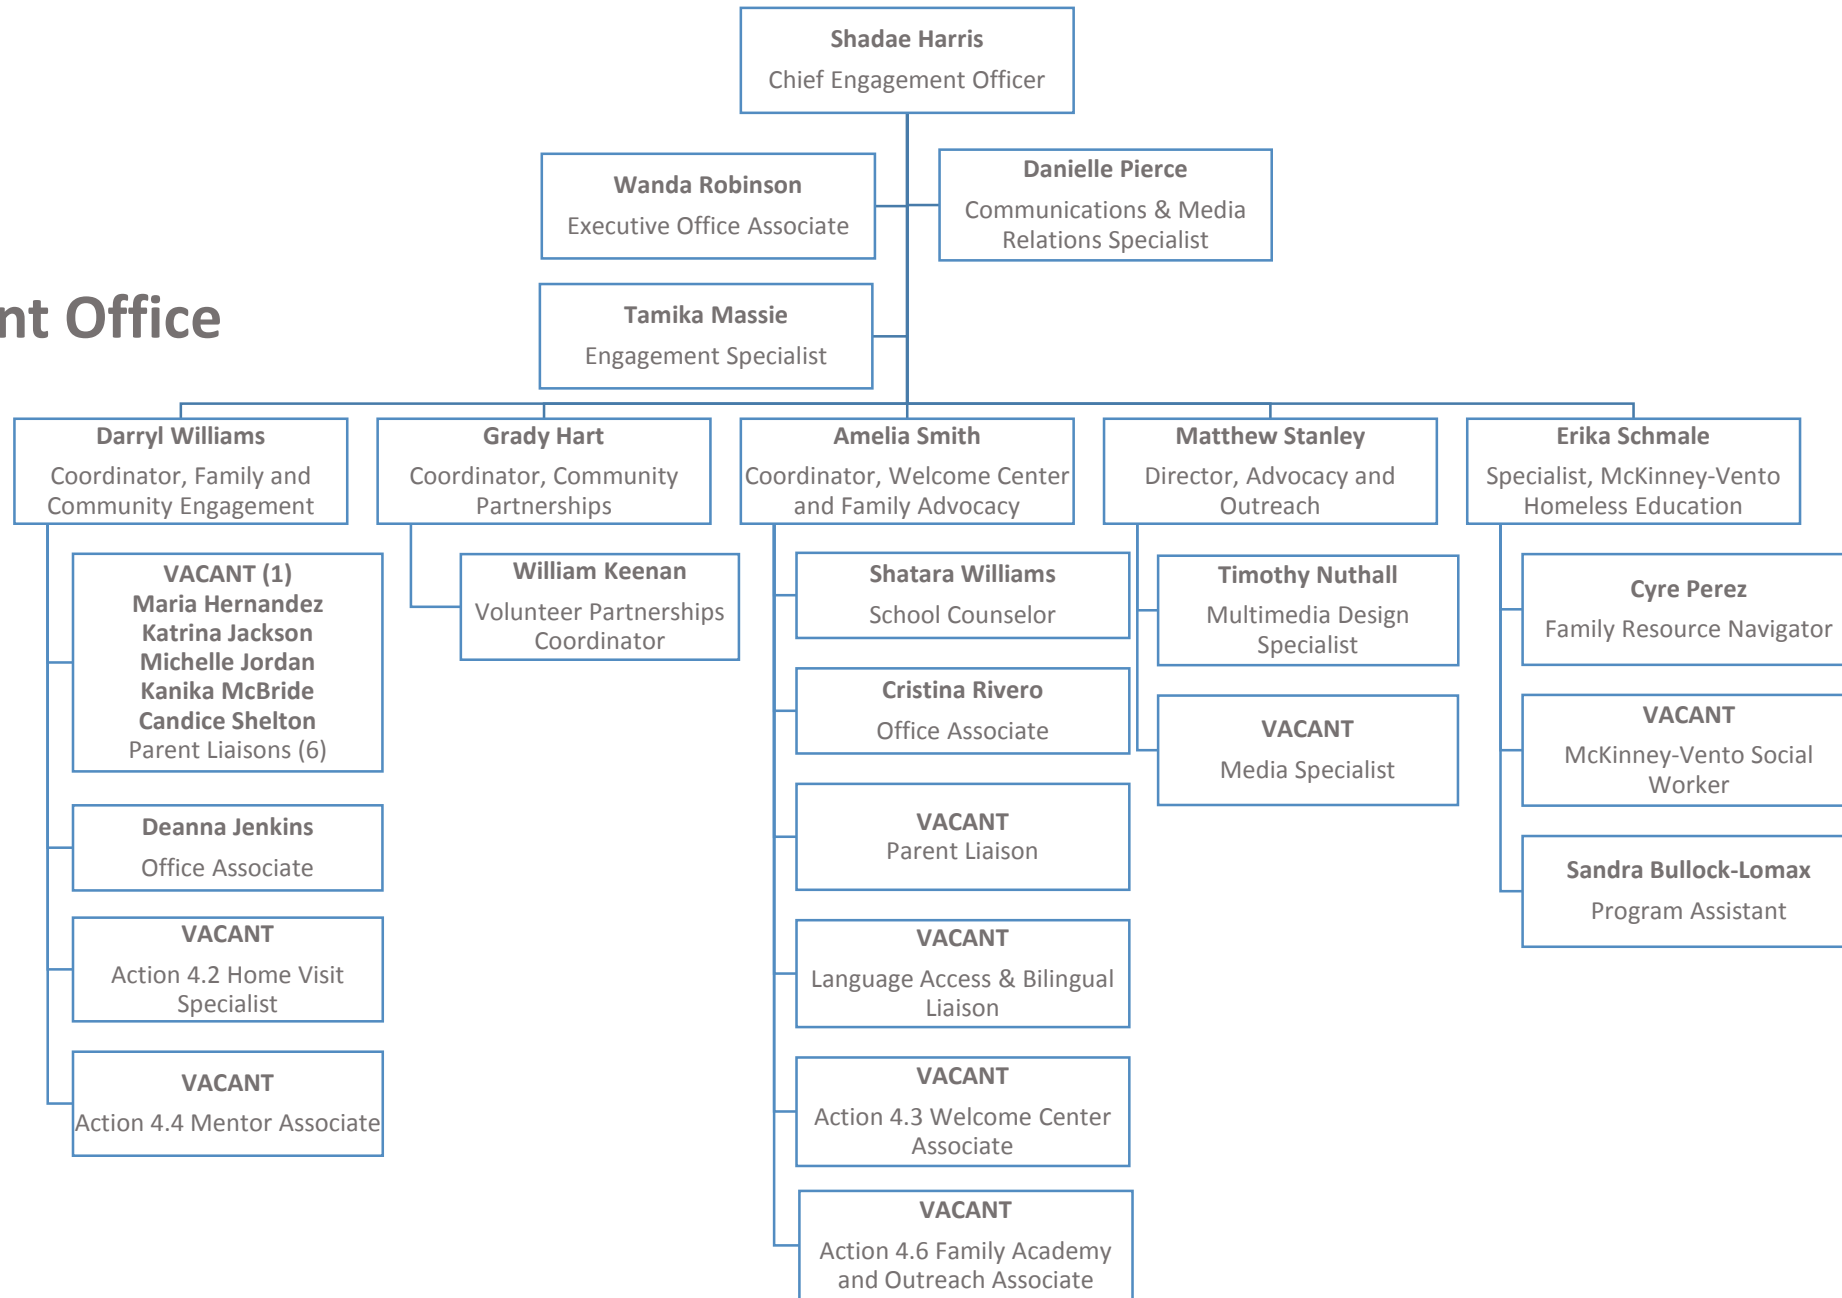 Shadae Harris
Chief Engagement Officer
Wanda Robinson
Executive Office Associate
Danielle Pierce
Communications & Media
Relations Specialist
nt Office
Tamika Massie
Engagement Specialist
Darryl Williams
Coordinator, Family and
Community Engagement
VACANT (1)
Maria Hernandez
Katrina Jackson
Michelle Jordan
Kanika McBride
Candice Shelton
Parent Liaisons (6)
Deanna Jenkins
Office Associate
VACANT
Action 4.2 Home Visit
Specialist
VACANT
Action 4.4 Mentor Associate
Grady Hart
Coordinator, Community
Partnerships
William Keenan
Volunteer Partnerships
Coordinator
Amelia Smith
Coordinator, Welcome Center
and Family Advocacy
Shatara Williams
School Counselor
Cristina Rivero
Office Associate
VACANT
Parent Liaison
VACANT
Language Access & Bilingual
Liaison
VACANT
Action 4.3 Welcome Center
Associate
VACANT
Action 4.6 Family Academy
and Outreach Associate
Matthew Stanley
Director, Advocacy and
Outreach
Timothy Nuthall
Multimedia Design
Specialist
VACANT
Media Specialist
Erika Schmale
Specialist, McKinney-Vento
Homeless Education
Cyre Perez
Family Resource Navigator
VACANT
McKinney-Vento Social
Worker
Sandra Bullock-Lomax
Program Assistant